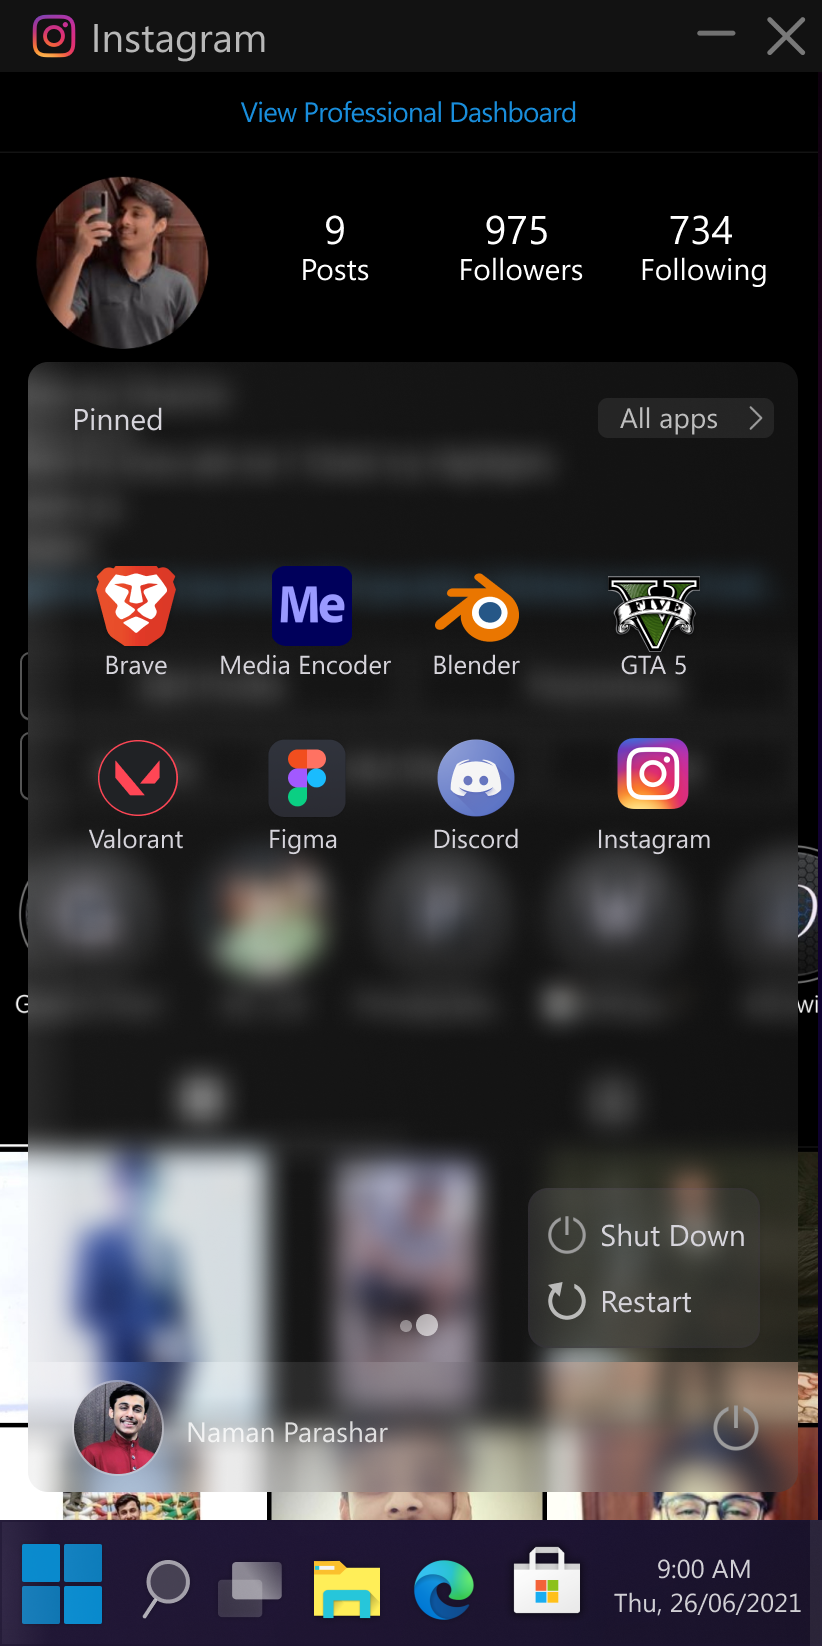 Instagram
View Professional Dashboard
9 975 734
Posts Followers Following
Pinned All apps
Me
FIVE
Brave Media Encoder Blender GTA 5
Valorant Figma Discord Instagram
G
wi
Shut Down
Restart
Naman Parashar
9:00 AM
Thu, 26/06/2021